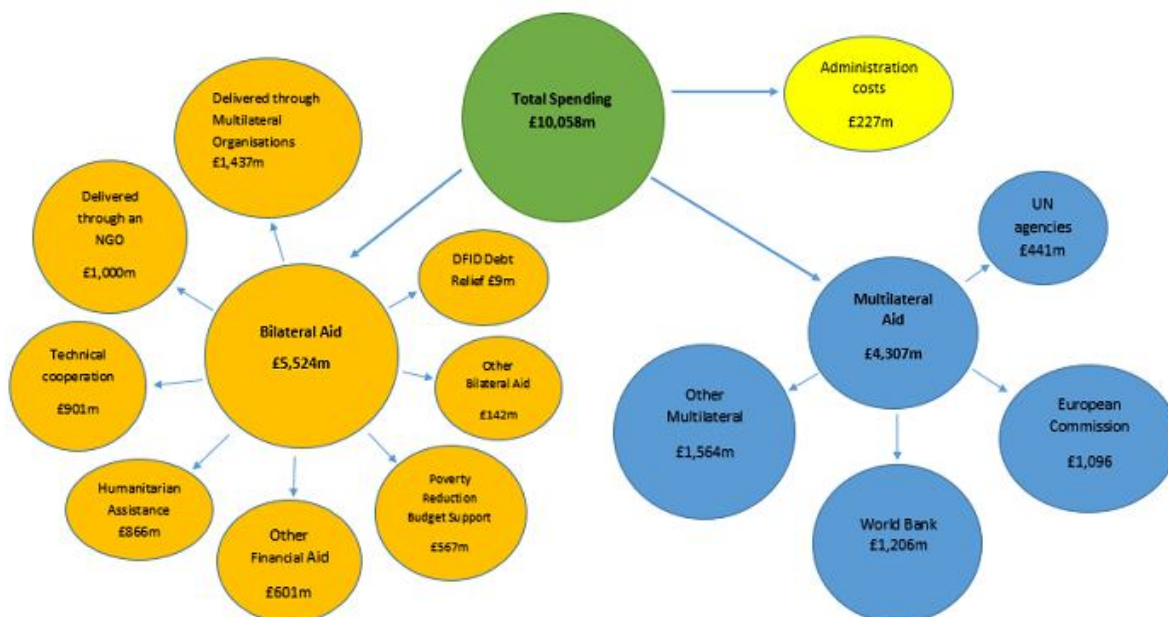 Total Spending
£10,058m
Administration
costs
£227m
Delivered through
Multilateral
Organisations
£1,437m
Delivered
through an
NGO
£1,000m
Technical
cooperation
£901m
Humanitarian
Assistance
£866m
Other
Financial Aid
£601m
Poverty
Reduction
Budget Support
£567m
Other
Bilateral Aid
£142m
DFID Debt
Relief £9m
Bilateral Aid
£5,524m
Multilateral
Aid
£4,307m
UN
agencies
£441m
European
Commission
£1,096
World Bank
£1,206m
Other
Multilateral
£1,564m